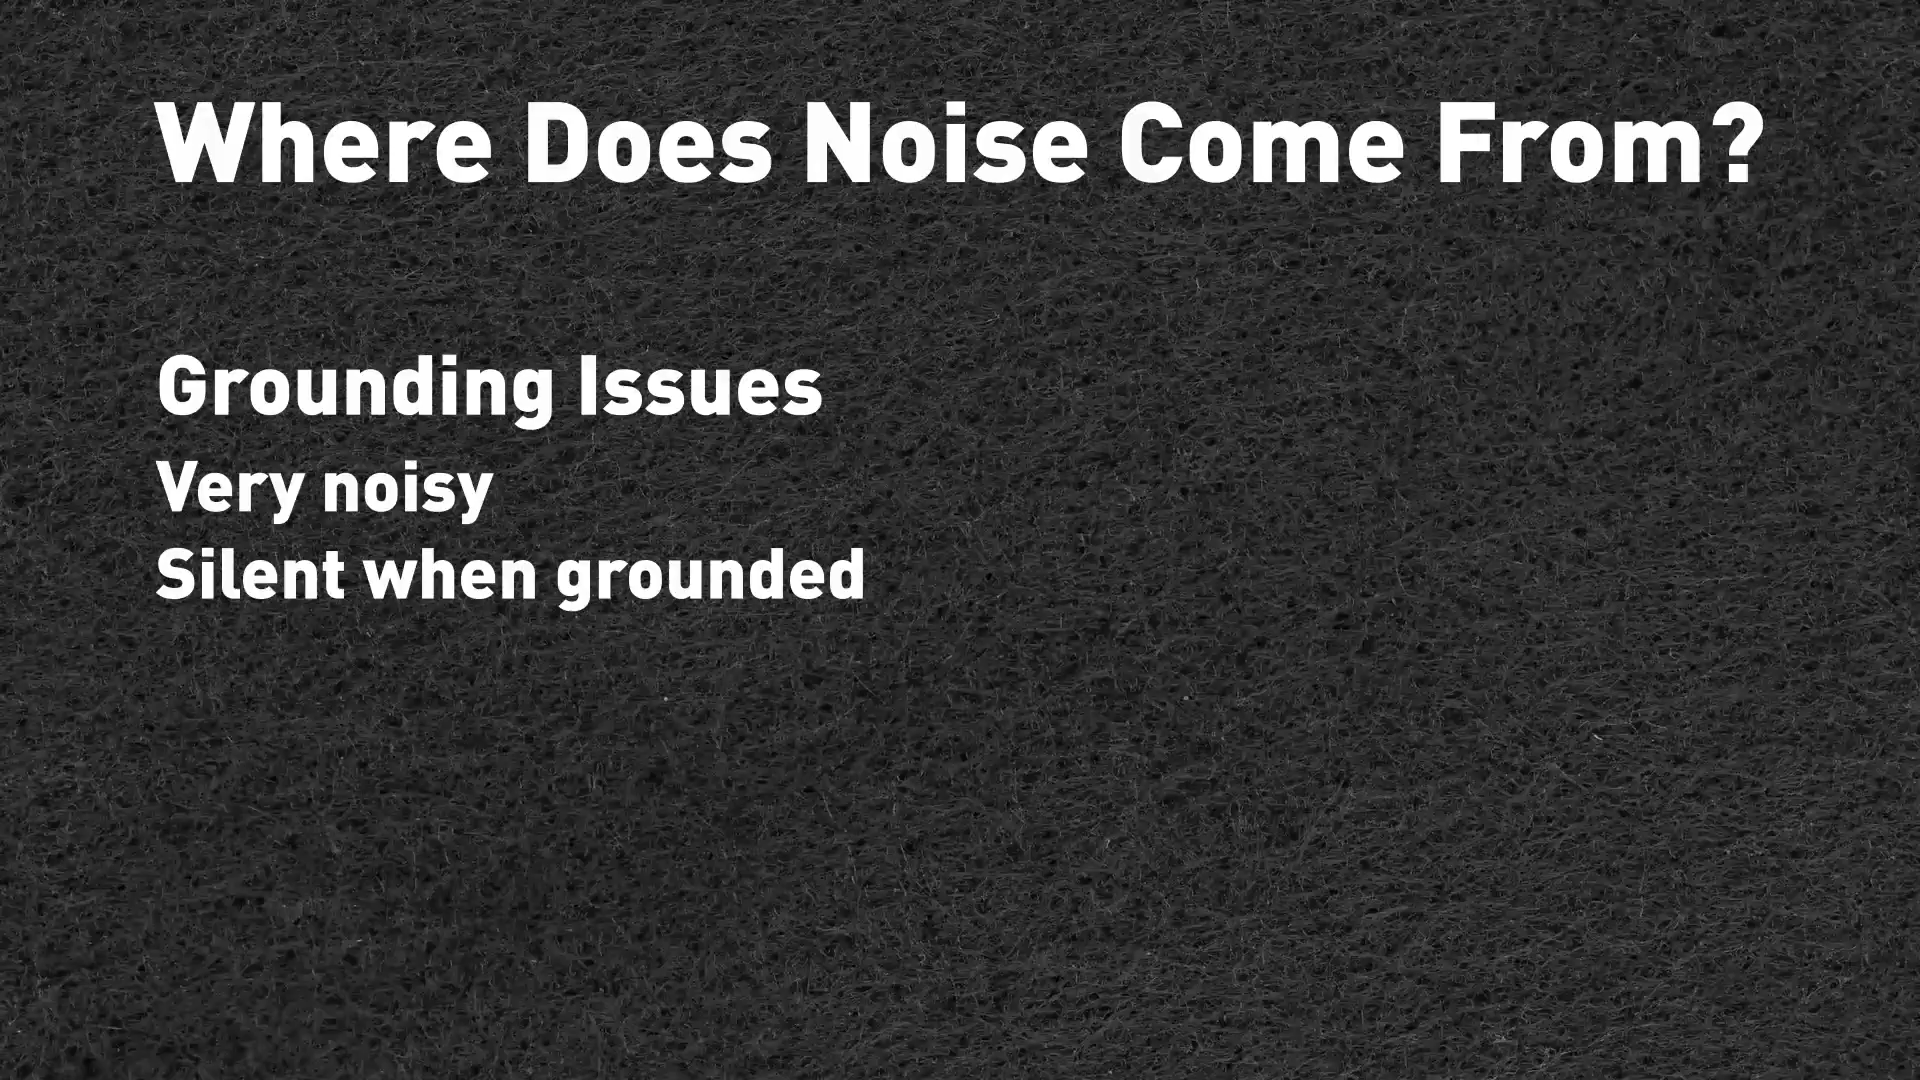 Where Does Noise Come From?
Grounding Issues
Very noisy
Silent when grounded